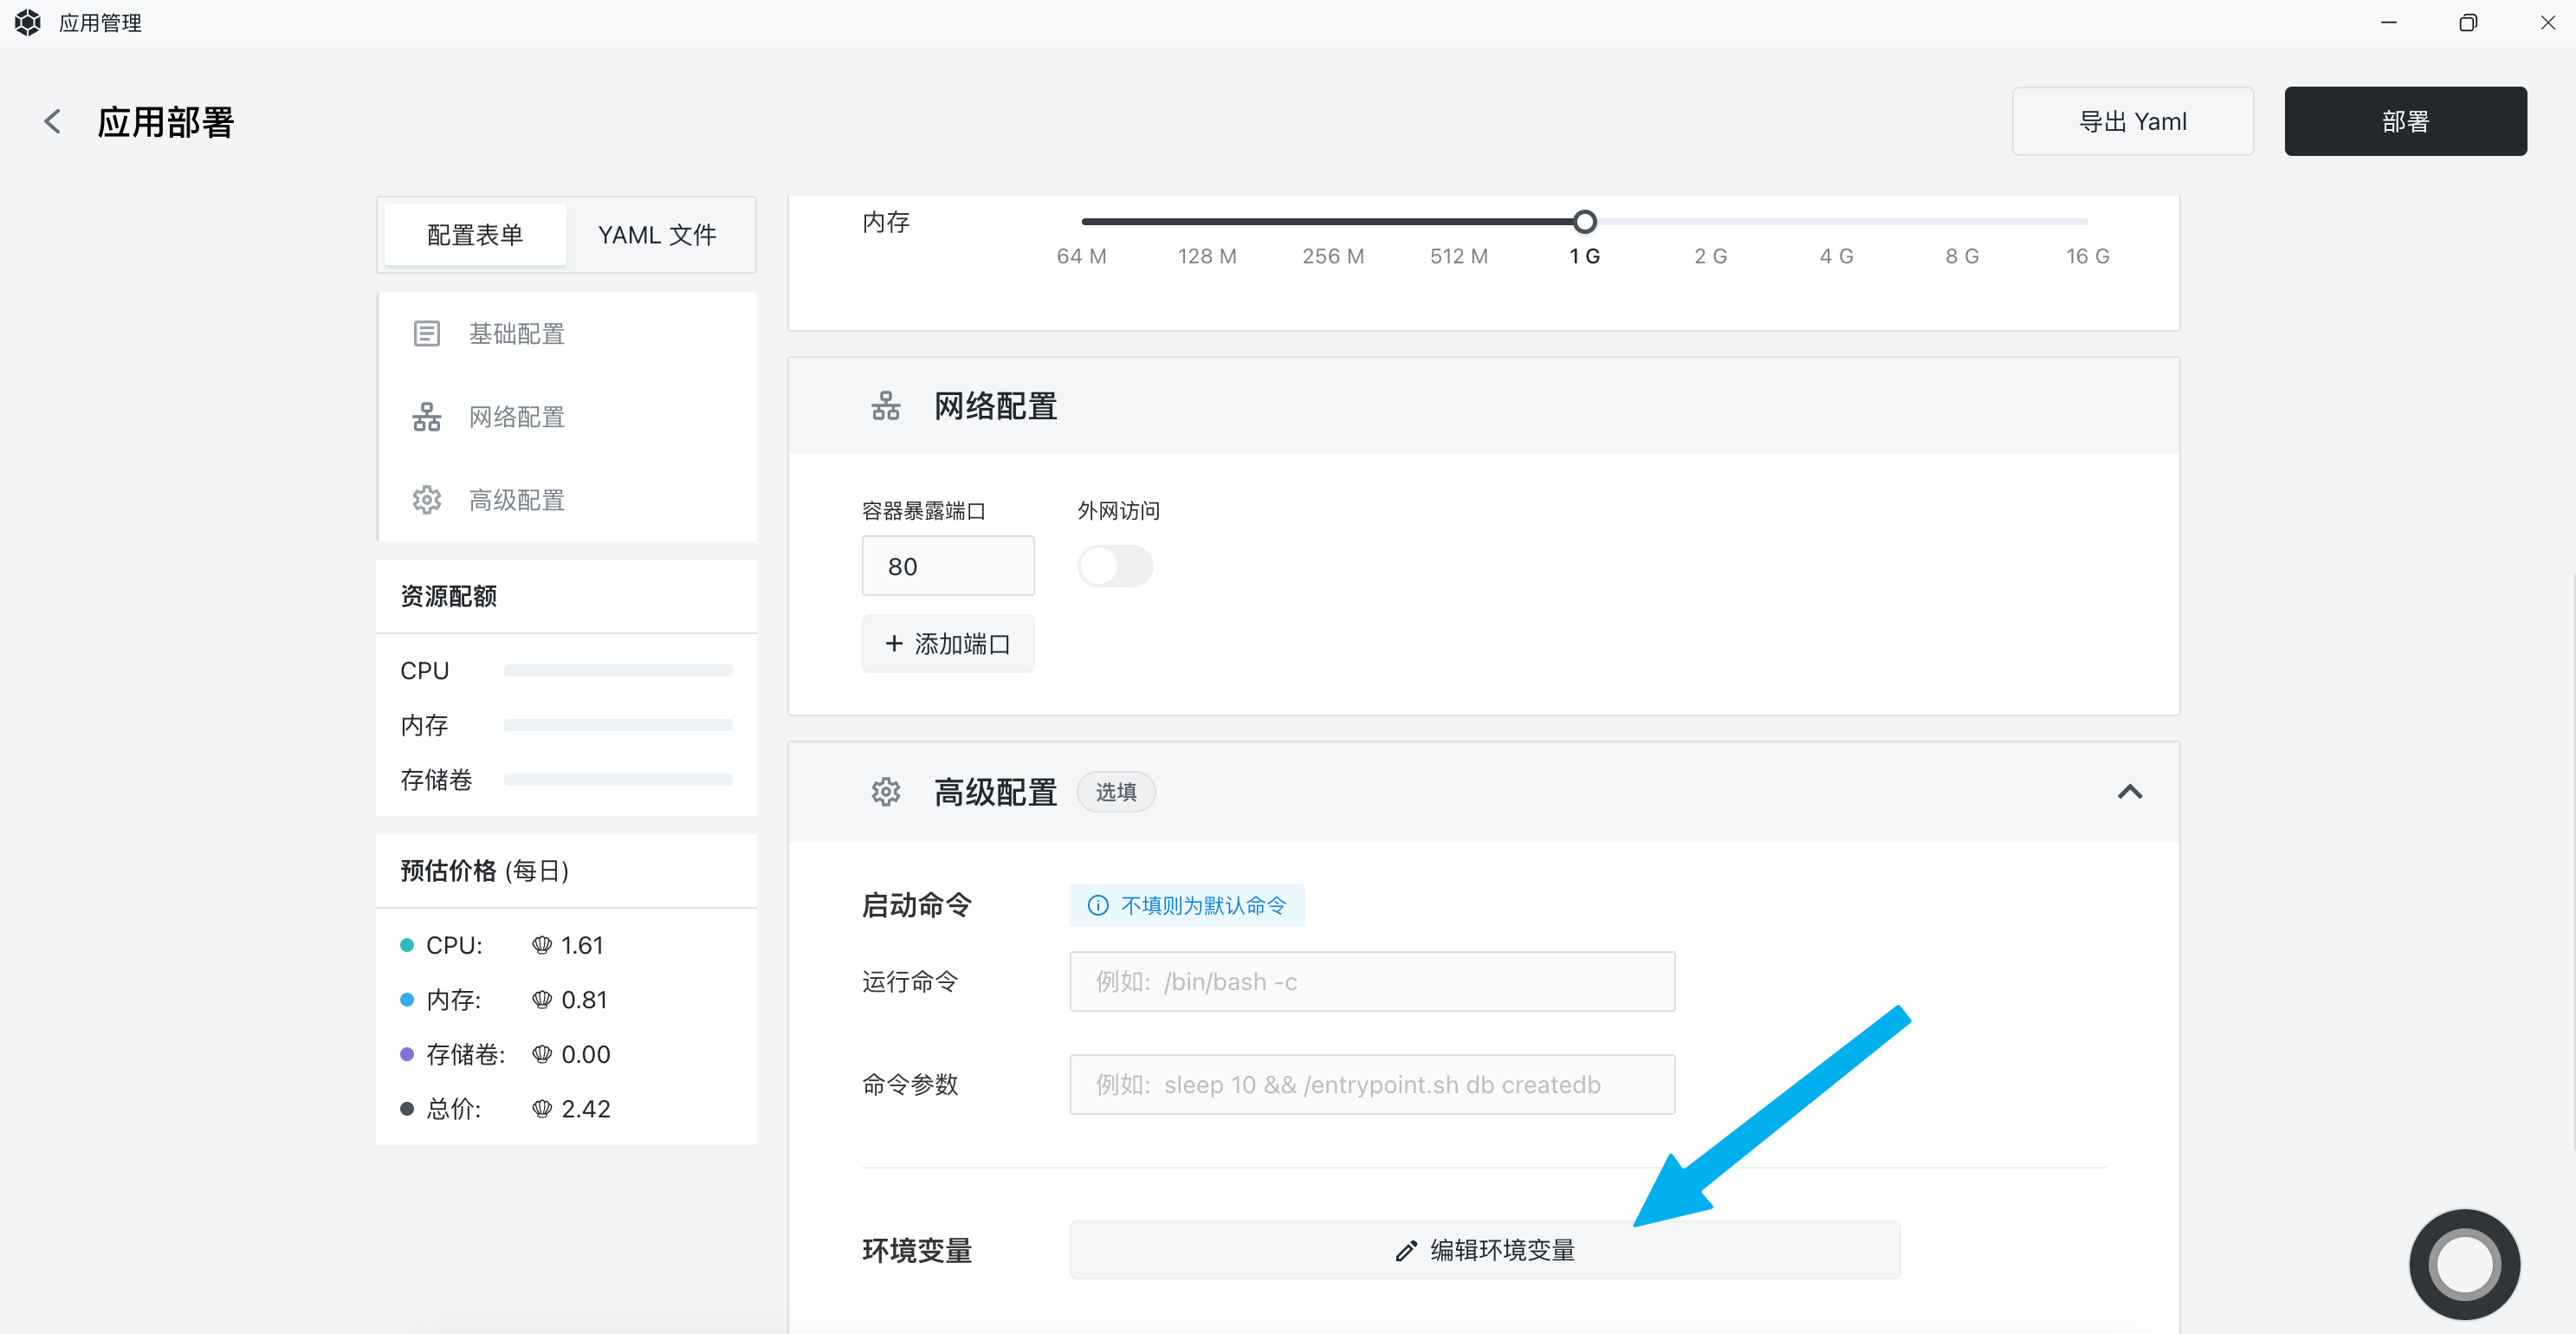 应用管理
应用部署
导出 Yaml
部署
配置表单
YAML 文件
基础配置
网络配置
高级配置
资源配额
CPU
内存
存储卷
预估价格 (每日)
CPU: 1.61
内存: 0.81
存储卷: 0.00
总价: 2.42
内存
64 M 128 M 256 M 512 M 1 G 2 G 4 G 8 G 16 G
网络配置
容器暴露端口 外网访问
80
+ 添加端口
高级配置 选填
启动命令 不填则为默认命令
运行命令 例如: /bin/bash -c
命令参数 例如: sleep 10 && /entrypoint.sh db createdb
环境变量 编辑环境变量